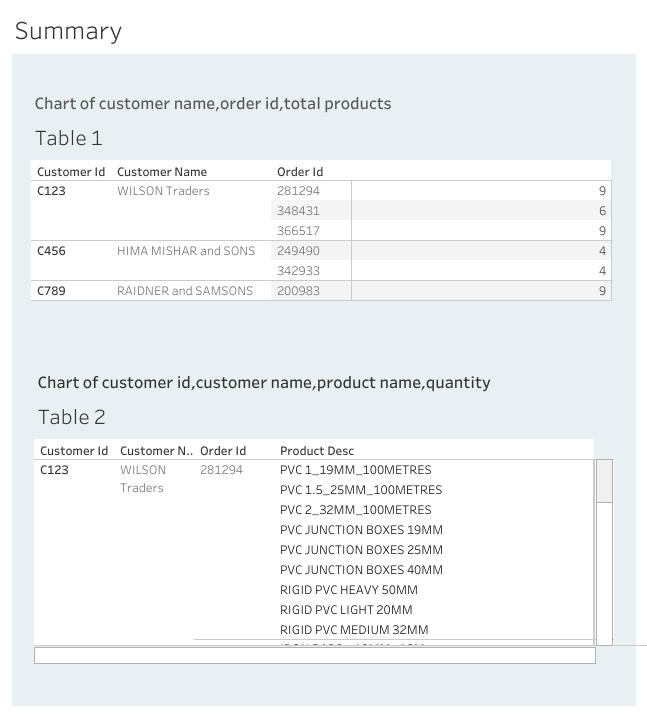 Summary
Chart of customer name,order id,total products
Table 1
Customer Id Customer Name Order Id
C123 WILSON Traders 281294 9
348431 6
366517 9
C456 HIMA MISHAR and SONS 249490 4
342933 4
C789 RAIDNER and SAMSONS 200983 9
Chart of customer id,customer name,product name,quantity
Table 2
Customer Id Customer N.. Order Id Product Desc
C123 WILSON Traders 281294 PVC 1_19MM_100METRES
PVC 1.5_25MM_100METRES
PVC 2_32MM_100METRES
PVC JUNCTION BOXES 19MM
PVC JUNCTION BOXES 25MM
PVC JUNCTION BOXES 40MM
RIGID PVC HEAVY 50MM
RIGID PVC LIGHT 20MM
RIGID PVC MEDIUM 32MM